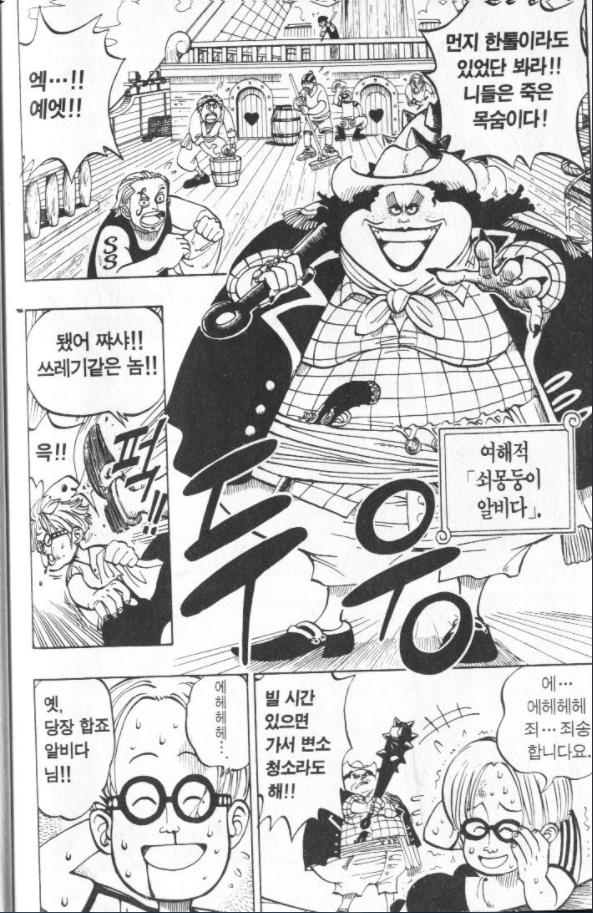 먼지 한톨이라도
있었단 봐라!!
니들은 죽은
목숨이다!
엑…!!
예엣!!
SS
여해적
「쇠몽둥이
알비다」.
두웅
됐어 쨔샤!!
쓰레기같은 놈!!
윽!!
퍽!!
에…
에헤헤헤
죄…죄송
합니다요.
빌 시간
있으면
가서 변소
청소라도
해!!
에헤헤헤…
옛,
당장 합죠
알비다
님!!